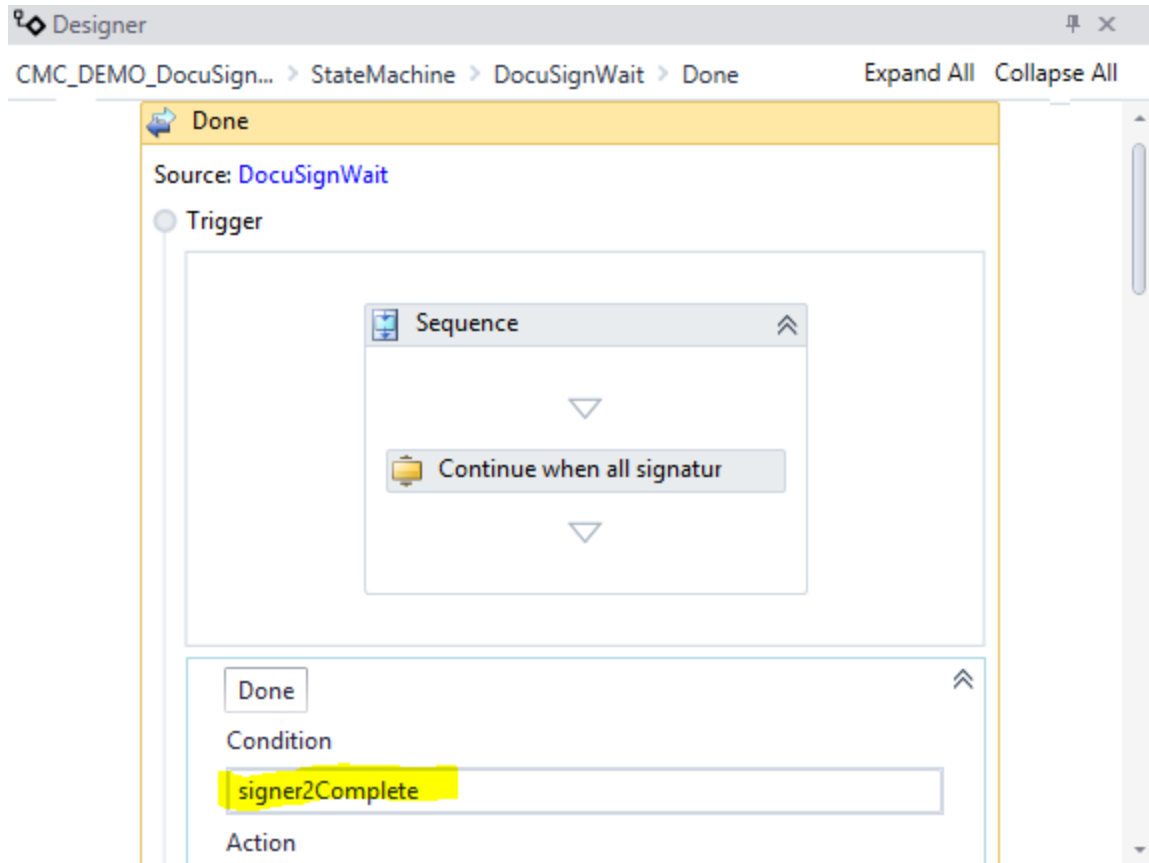 Designer
CMC_DEMO_DocuSign... > StateMachine > DocuSignWait > Done Expand All Collapse All
Done
Source: DocuSignWait
Trigger
Sequence
Continue when all signatur
Done
Condition
signer2Complete
Action